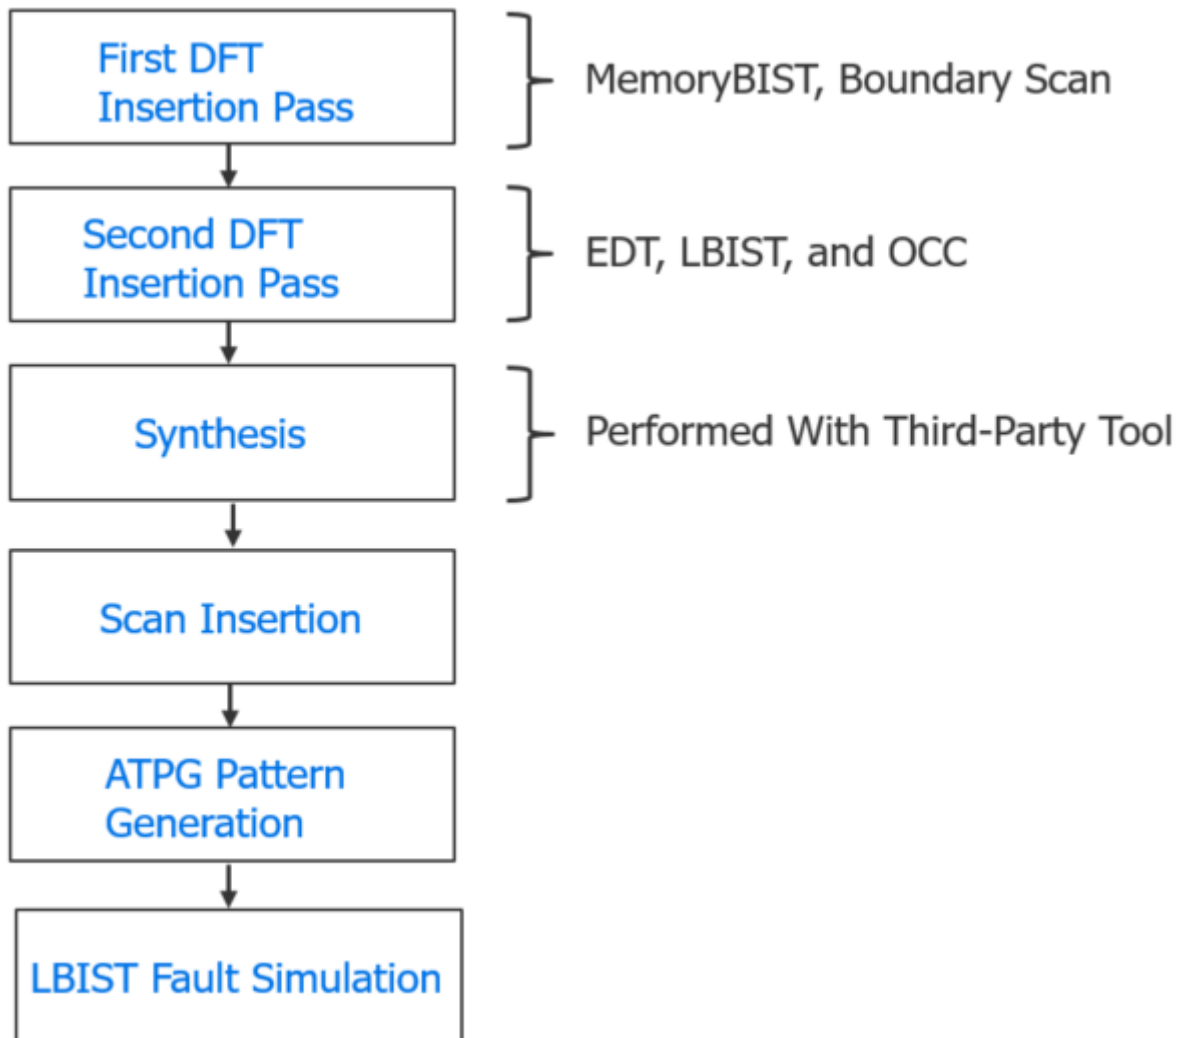 First DFT
Insertion Pass
MemoryBIST, Boundary Scan
Second DFT
Insertion Pass
EDT, LBIST, and OCC
Synthesis
Performed With Third-Party Tool
Scan Insertion
ATPG Pattern
Generation
LBIST Fault Simulation